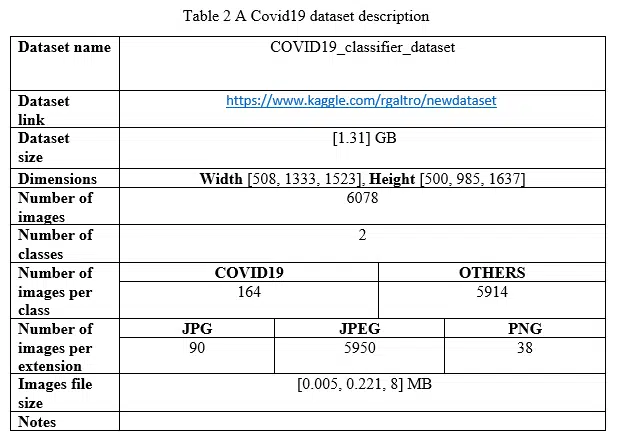 Table 2 A Covid19 dataset description
Dataset name COVID19_classifier_dataset
Dataset
link
https://www.kaggle.com/rgaltro/newdataset
Dataset
size
[1.31] GB
Dimensions Width [508, 1333, 1523], Height [500, 985, 1637]
Number of
images
6078
Number of
classes
2
Number of
images per
class
COVID19 OTHERS
164 5914
Number of
images per
extension
JPG JPEG PNG
90 5950 38
Images file
size
[0.005, 0.221, 8] MB
Notes